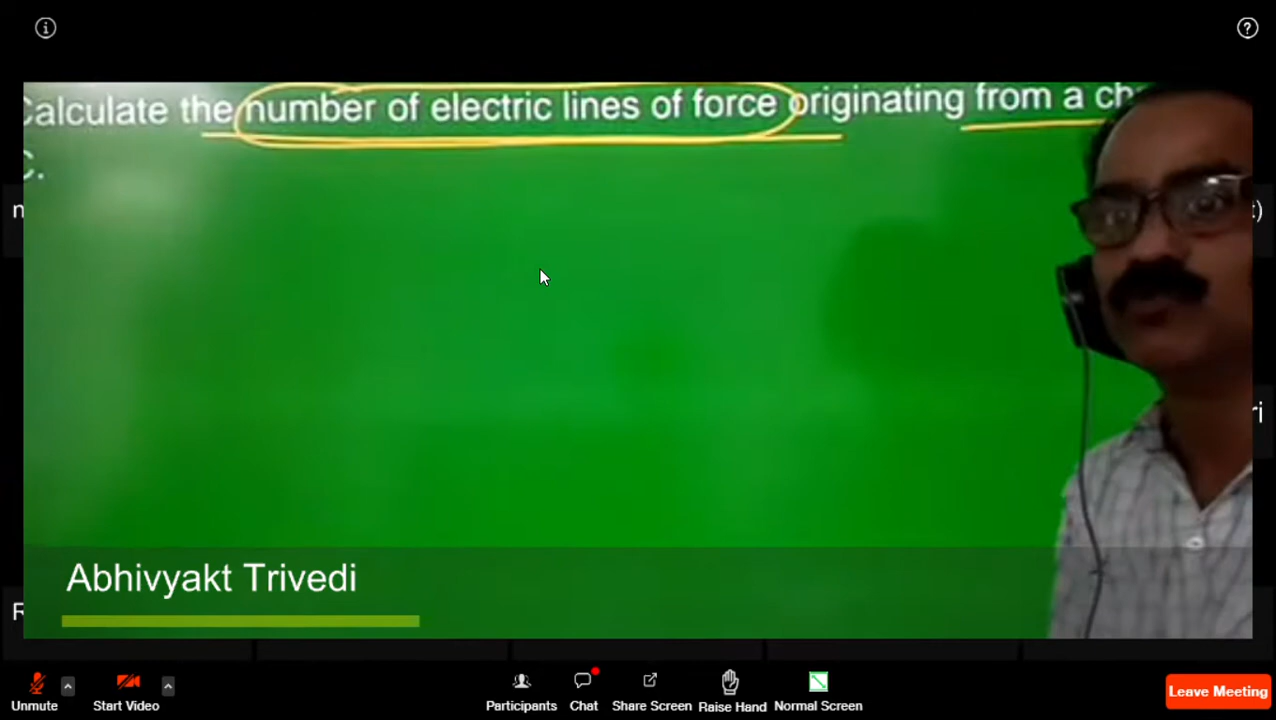 Calculate the number of electric lines of force originating from a
C.
Abhivyakt Trivedi
Unmute
Start Video
Participants
Chat
Share Screen
Raise Hand
Normal Screen
Leave Meeting